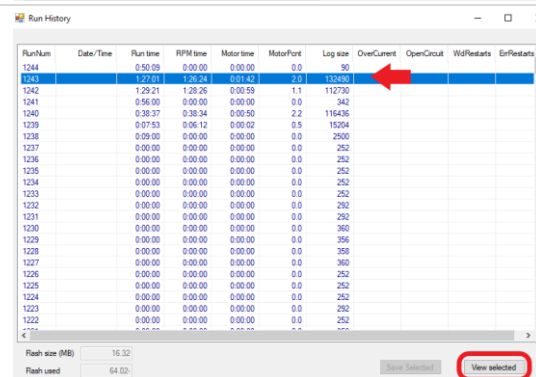 Run History
RunNum Date/Time Run time RPM time Motor time MotorPcnt Log size OverCurrent OpenCircuit WdRestarts ErrRestarts
1244 0:50:09 0:00:00 0:00:00 0.0 90
1243 1:27:01 1:26:24 0:01:42 2.0 132490
1242 1:29:21 1:28:26 0:00:59 1.1 112730
1241 0:56:00 0:00:00 0:00:00 0.0 342
1240 0:38:37 0:38:34 0:00:50 2.2 116436
1239 0:07:53 0:06:12 0:00:02 0.5 15204
1238 0:09:00 0:00:00 0:00:00 0.0 2500
1237 0:00:00 0:00:00 0:00:00 0.0 252
1236 0:00:00 0:00:00 0:00:00 0.0 252
1235 0:00:00 0:00:00 0:00:00 0.0 252
1234 0:00:00 0:00:00 0:00:00 0.0 252
1233 0:00:00 0:00:00 0:00:00 0.0 252
1232 0:00:00 0:00:00 0:00:00 0.0 292
1231 0:00:00 0:00:00 0:00:00 0.0 292
1230 0:00:00 0:00:00 0:00:00 0.0 360
1229 0:00:00 0:00:00 0:00:00 0.0 356
1228 0:00:00 0:00:00 0:00:00 0.0 358
1227 0:00:00 0:00:00 0:00:00 0.0 360
1226 0:00:00 0:00:00 0:00:00 0.0 252
1225 0:00:00 0:00:00 0:00:00 0.0 252
1224 0:00:00 0:00:00 0:00:00 0.0 252
1223 0:00:00 0:00:00 0:00:00 0.0 292
1222 0:00:00 0:00:00 0:00:00 0.0 252
Flash size (MB) 16.32
Flash used 64.02- Save Selected View selected